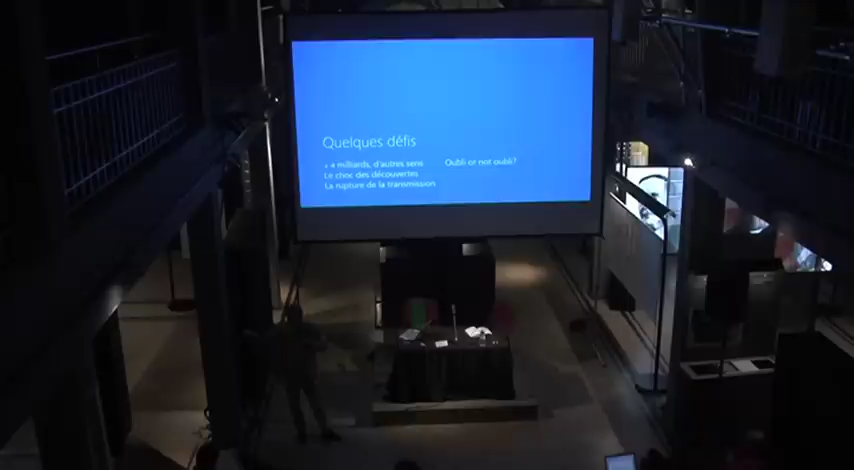 Quelques défis
+ 4 milliards, d'autres sens
Le choc des découvertes
La rupture de la transmission
Oubli or not oubli?